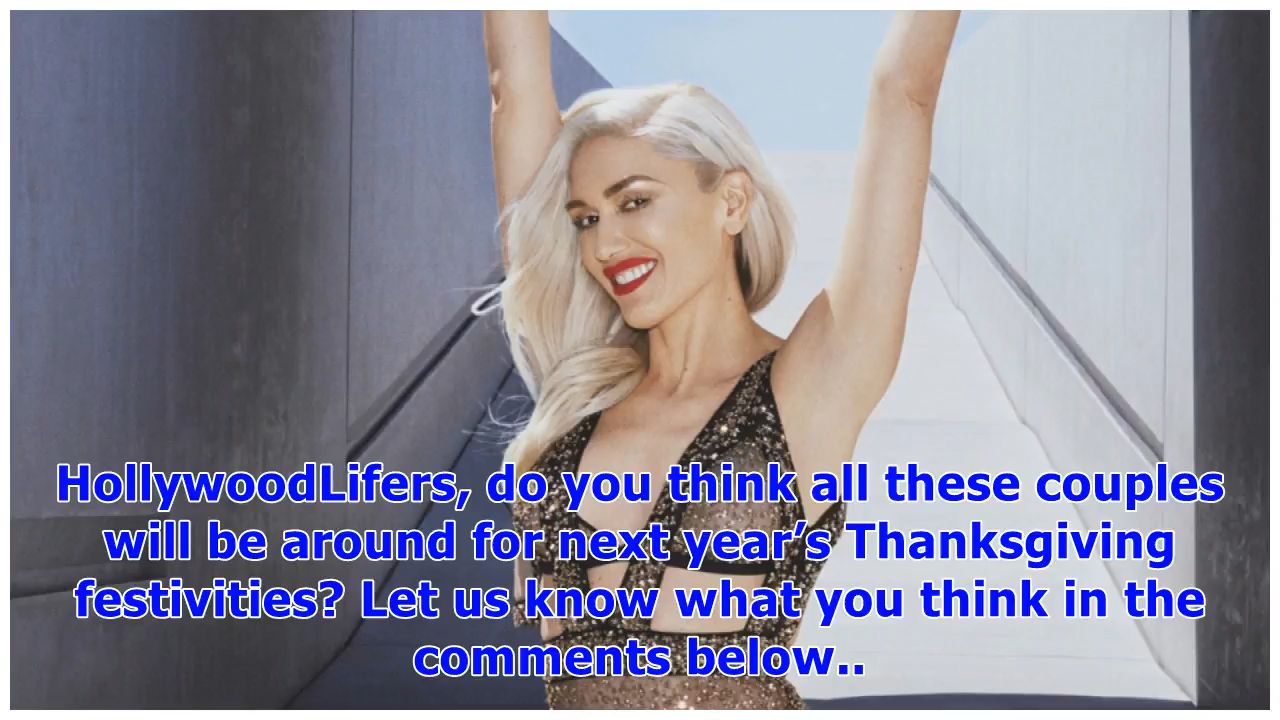 HollywoodLifers, do you think all these couples
will be around for next year’s Thanksgiving
festivities? Let us know what you think in the
comments below..